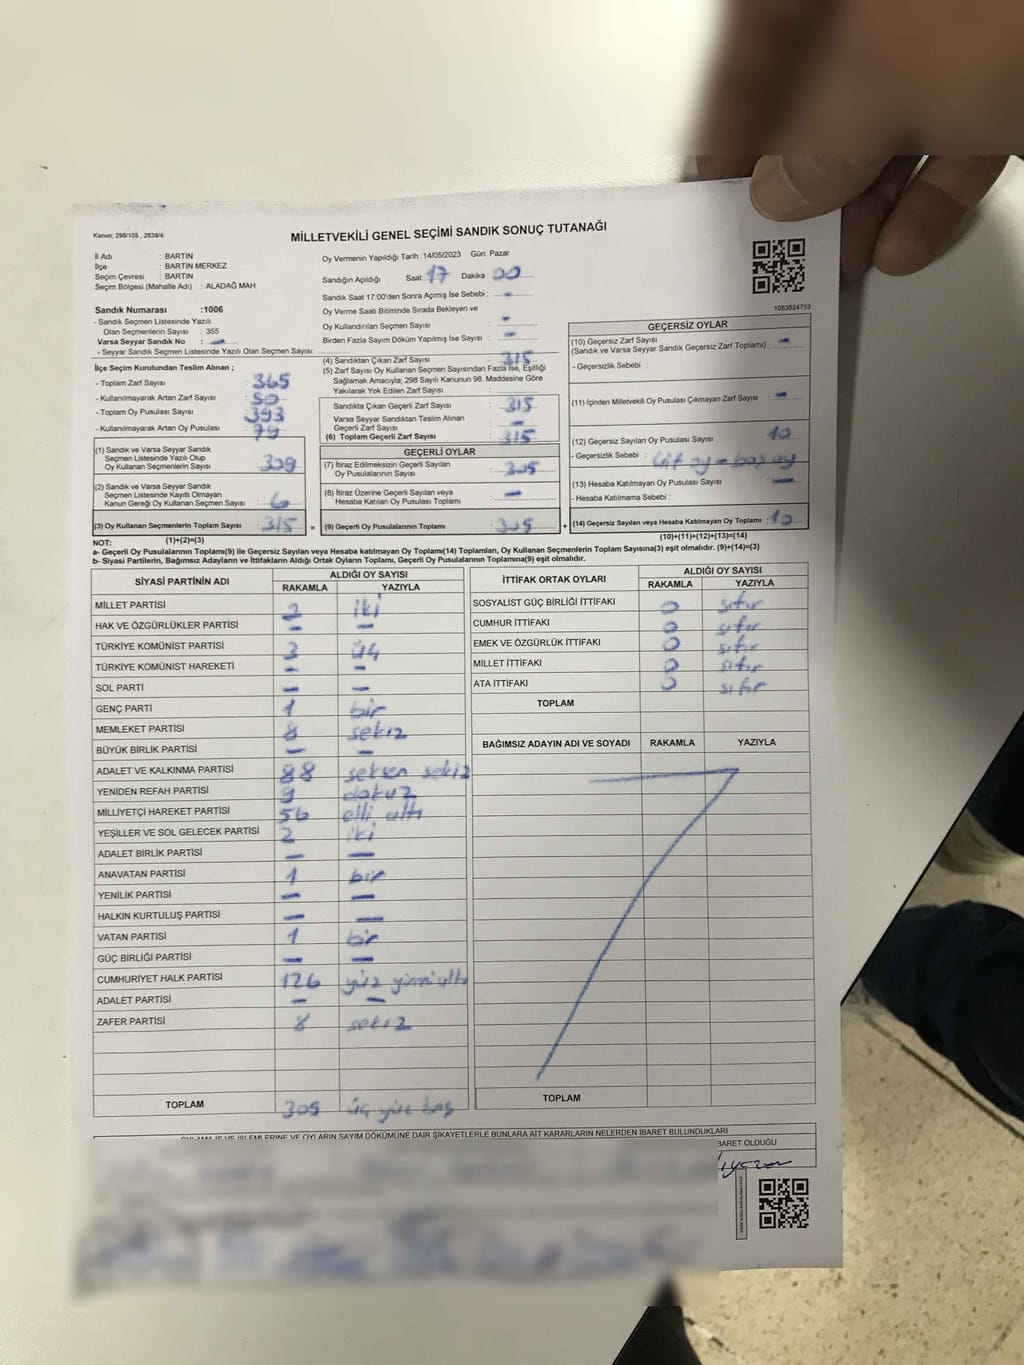 Kanun; 298/105 , 2839/4
MİLLETVEKİLİ GENEL SEÇİMİ SANDIK SONUÇ TUTANAĞI
İl Adı : BARTIN
İlçe : BARTIN MERKEZ
Seçim Çevresi : BARTIN
Seçim Bölgesi (Mahalle Adı) : ALADAĞ MAH
Sandık Numarası :1006
- Sandık Seçmen Listesinde Yazılı
Olan Seçmenlerin Sayısı : 355
Varsa Seyyar Sandık No : -
- Seyyar Sandık Seçmen Listesinde Yazılı Olan Seçmen Sayısı:
Oy Vermenin Yapıldığı Tarih :14/05/2023 Gün: Pazar
Sandığın Açıldığı Saat: 17 Dakika : 00
Sandık Saat 17:00'den Sonra Açımış İse Sebebi : -
Oy Verme Saati Bitiminde Sırada Bekleyen ve
Oy Kullandırılan Seçmen Sayısı : -
Birden Fazla Sayım Döküm Yapılmış İse Sayısı : -
1083624753
İlçe Seçim Kurulundan Teslim Alınan ;
- Toplam Zarf Sayısı : 365
- Kullanılmayarak Artan Zarf Sayısı : 50
- Toplam Oy Pusulası Sayısı : 393
- Kullanılmayarak Artan Oy Pusulası : 79
(1) Sandık ve Varsa Seyyar Sandık
Seçmen Listesinde Yazılı Olup
Oy Kullanan Seçmenlerin Sayısı : 309
(2) Sandık ve Varsa Seyyar Sandık
Seçmen Listesinde Kayıtlı Olmayan
Kanun Gereği Oy Kullanan Seçmen Sayısı : 6
(3) Oy Kullanan Seçmenlerin Toplam Sayısı : 315
(1)+(2)=(3)
(4) Sandıktan Çıkan Zarf Sayısı : 315
(5) Zarf Sayısı Oy Kullanan Seçmen Sayısından Fazla İse, Eşitliği
Sağlamak Amacıyla; 298 Sayılı Kanunun 98. Maddesine Göre
Yakılarak Yok Edilen Zarf Sayısı :
Sandıkta Çıkan Geçerli Zarf Sayısı : 315
Varsa Seyyar Sandıktan Teslim Alınan
Geçerli Zarf Sayısı : -
(6) Toplam Geçerli Zarf Sayısı : 315
GEÇERLİ OYLAR
(7) İtiraz Edilmeksizin Geçerli Sayılan
Oy Pusulalarının Sayısı : 305
(8) İtiraz Üzerine Geçerli Sayılan veya
Hesaba Katılan Oy Pusulası Toplamı : -
= (9) Geçerli Oy Pusulalarının Toplamı : 305
GEÇERSİZ OYLAR
(10) Geçersiz Zarf Sayısı : -
(Sandık ve Varsa Seyyar Sandık Geçersiz Zarf Toplamı)
- Geçersizlik Sebebi :
(11) İçinden Milletvekili Oy Pusulası Çıkmayan Zarf Sayısı : -
(12) Geçersiz Sayılan Oy Pusulası Sayısı : 10
- Geçersizlik Sebebi : oy - boş oy
(13) Hesaba Katılmayan Oy Pusulası Sayısı : -
- Hesaba Katılmama Sebebi :
+ (14) Geçersiz Sayılan veya Hesaba Katılmayan Oy Toplamı : 10
(10)+(11)+(12)+(13)=(14)
NOT:
a- Geçerli Oy Pusulalarının Toplamı(9) ile Geçersiz Sayılan veya Hesaba katılmayan Oy Toplamı(14) Toplamları, Oy Kullanan Seçmenlerin Toplam Sayısına(3) eşit olmalıdır. (9)+(14)=(3)
b- Siyasi Partilerin, Bağımsız Adayların ve İttifakların Aldığı Ortak Oyların Toplamı, Geçerli Oy Pusulalarının Toplamına(9) eşit olmalıdır.
SİYASİ PARTİNİN ADI ALDIĞI OY SAYISI
RAKAMLA YAZIYLA
MİLLET PARTİSİ 2 iki
HAK VE ÖZGÜRLÜKLER PARTİSİ - -
TÜRKİYE KOMÜNİST PARTİSİ 3 üç
TÜRKİYE KOMÜNİST HAREKETİ - -
SOL PARTİ - -
GENÇ PARTİ 1 bir
MEMLEKET PARTİSİ 8 sekiz
BÜYÜK BİRLİK PARTİSİ - -
ADALET VE KALKINMA PARTİSİ 88 seksen sekiz
YENİDEN REFAH PARTİSİ 9 dokuz
MİLLİYETÇİ HAREKET PARTİSİ 56 elli altı
YEŞİLLER VE SOL GELECEK PARTİSİ 2 iki
ADALET BİRLİK PARTİSİ - -
ANAVATAN PARTİSİ 1 bir
YENİLİK PARTİSİ - -
HALKIN KURTULUŞ PARTİSİ - -
VATAN PARTİSİ 1 bir
GÜÇ BİRLİĞİ PARTİSİ - -
CUMHURİYET HALK PARTİSİ 126 yüz yirmi altı
ADALET PARTİSİ - -
ZAFER PARTİSİ 8 sekiz
TOPLAM 305 üç yüz beş
İTTİFAK ORTAK OYLARI ALDIĞI OY SAYISI
RAKAMLA YAZIYLA
SOSYALİST GÜÇ BİRLİĞİ İTTİFAKI 0 sıfır
CUMHUR İTTİFAKI 0 sıfır
EMEK VE ÖZGÜRLÜK İTTİFAKI 0 sıfır
MİLLET İTTİFAKI 0 sıfır
ATA İTTİFAKI 0 sıfır
TOPLAM
BAĞIMSIZ ADAYIN ADI VE SOYADI RAKAMLA YAZIYLA
TOPLAM
OYLAMA İŞ VE İŞLEMLERİNE VE OYLARIN SAYIM DÖKÜMÜNE DAİR ŞİKAYETLERLE BUNLARA AİT KARARLARIN NELERDEN İBARET BULUNDUKLARI
BARET OLDUĞU